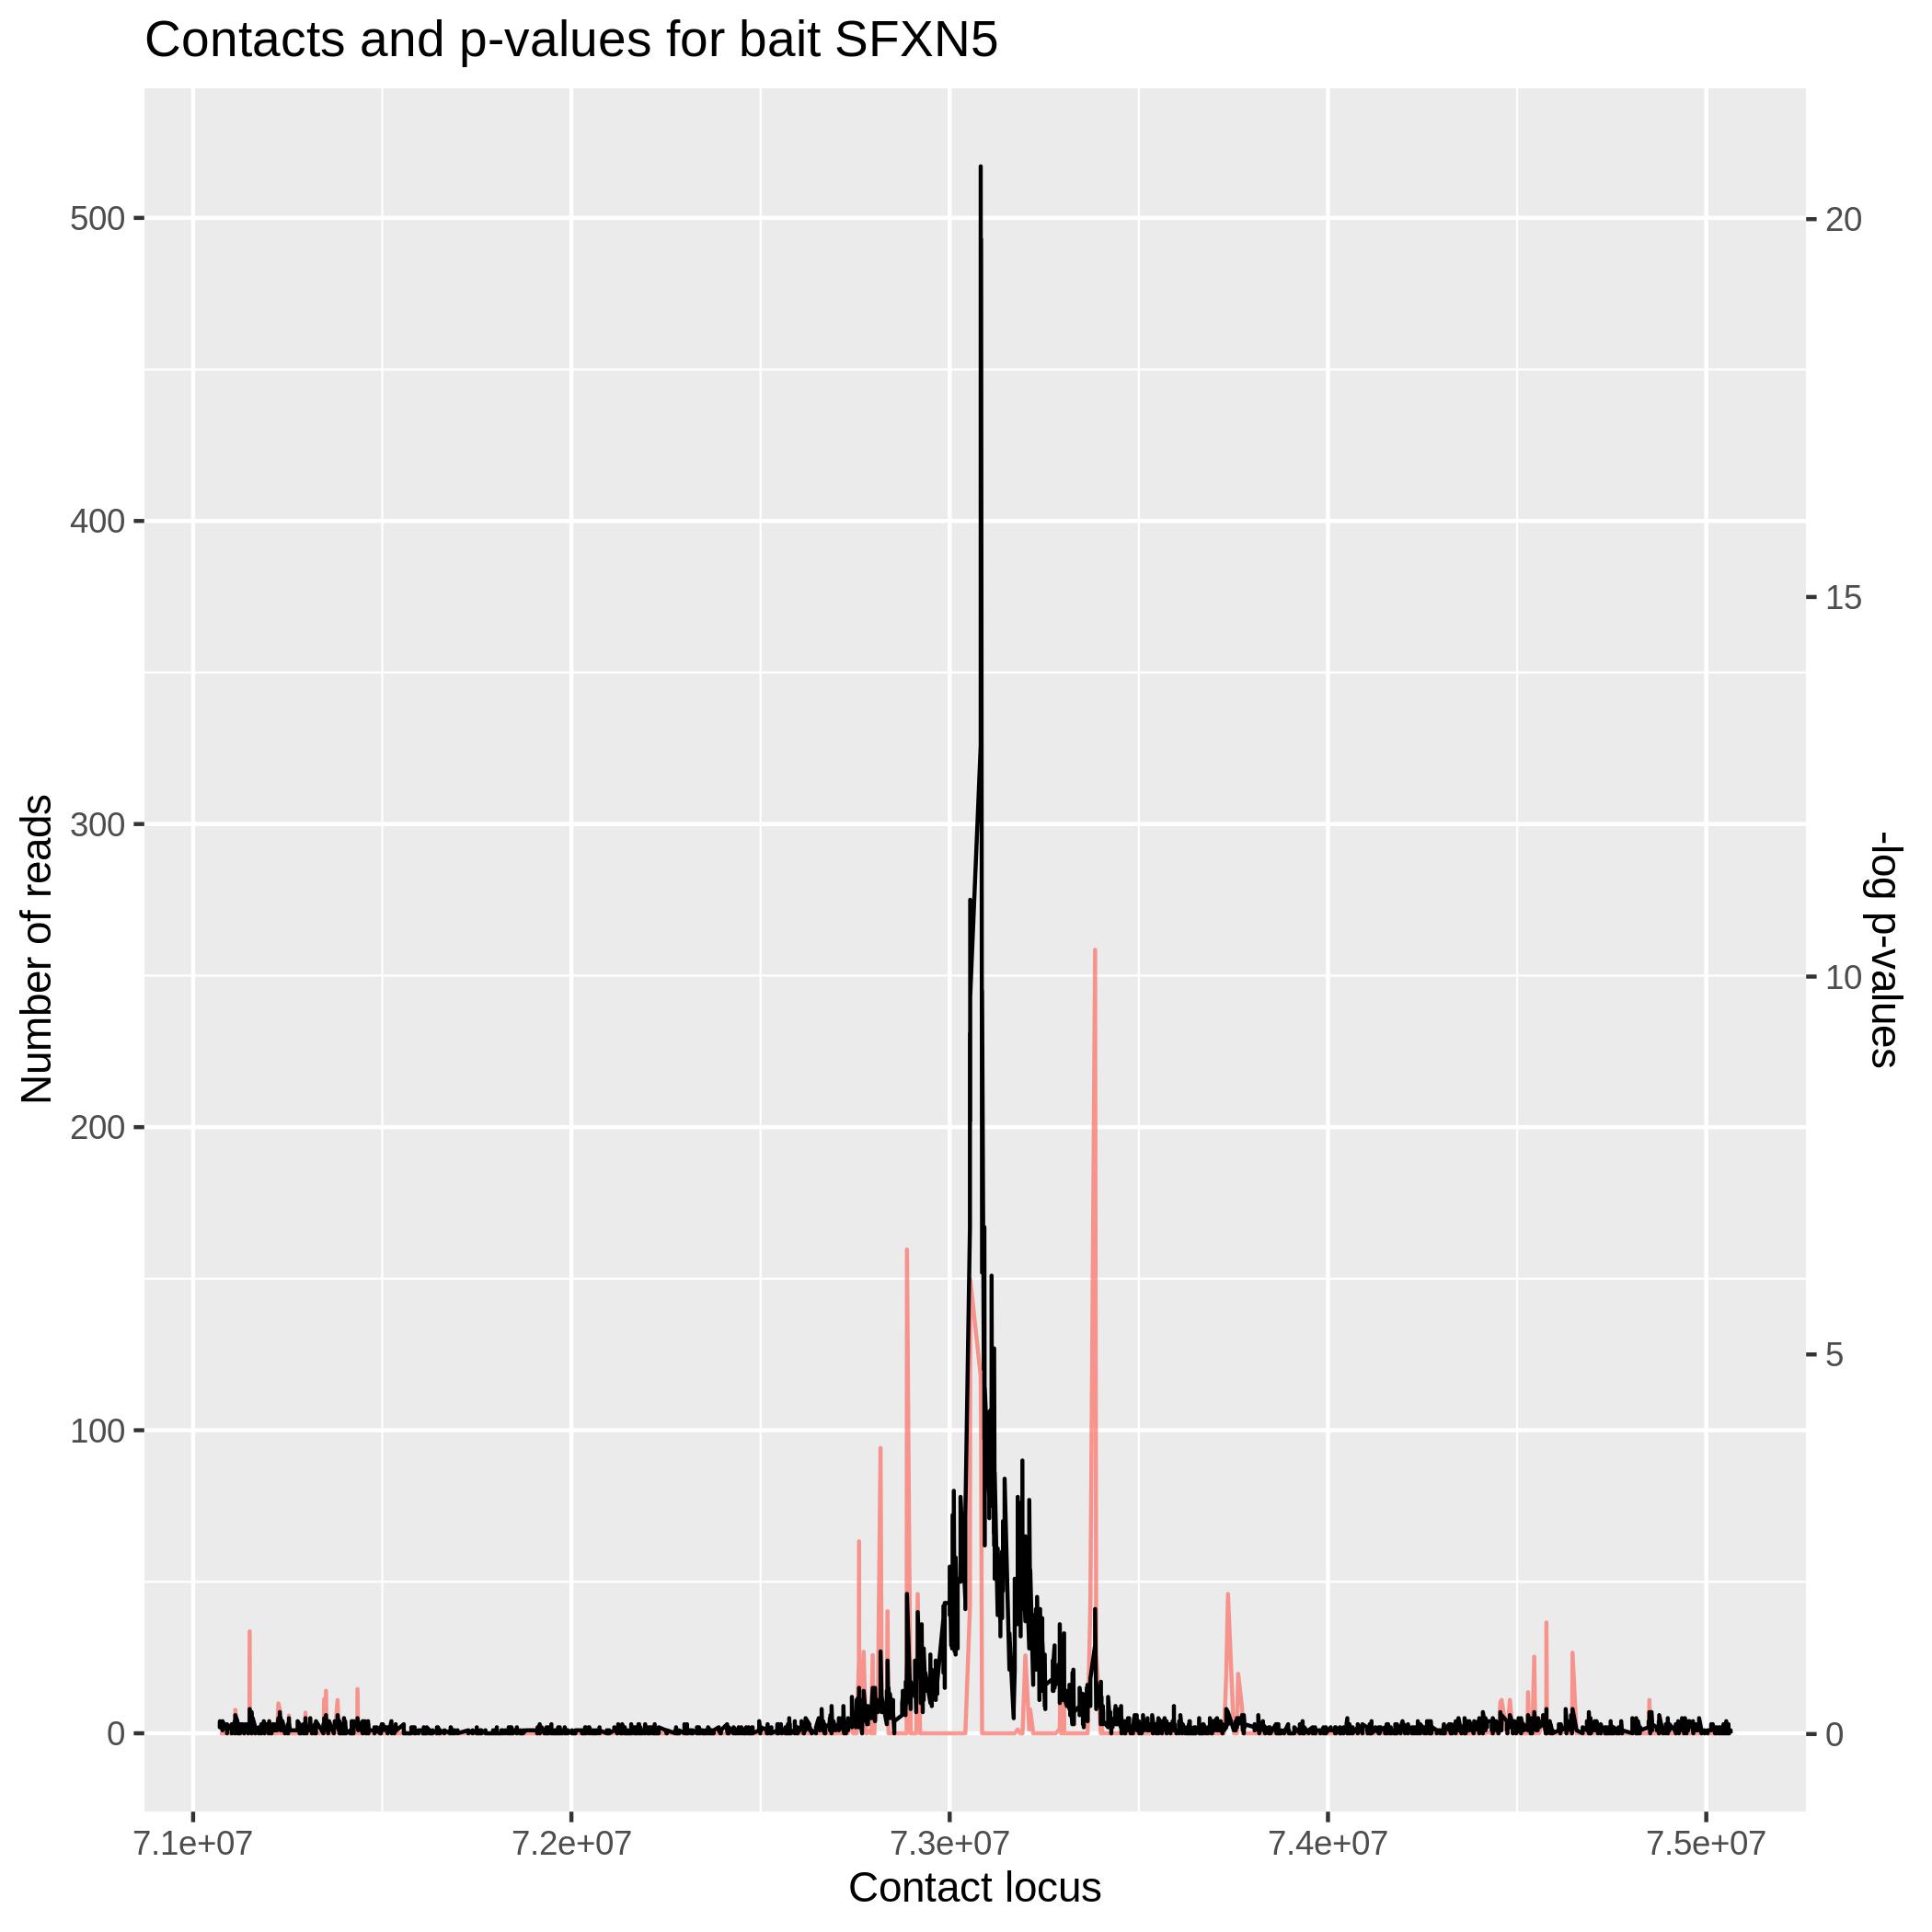 Contacts and p-values for bait SFXN5
500
400
300
200
100
0
Number of reads
20
15
10
5
0
-log p-values
7.1e+07 7.2e+07 7.3e+07 7.4e+07 7.5e+07
Contact locus